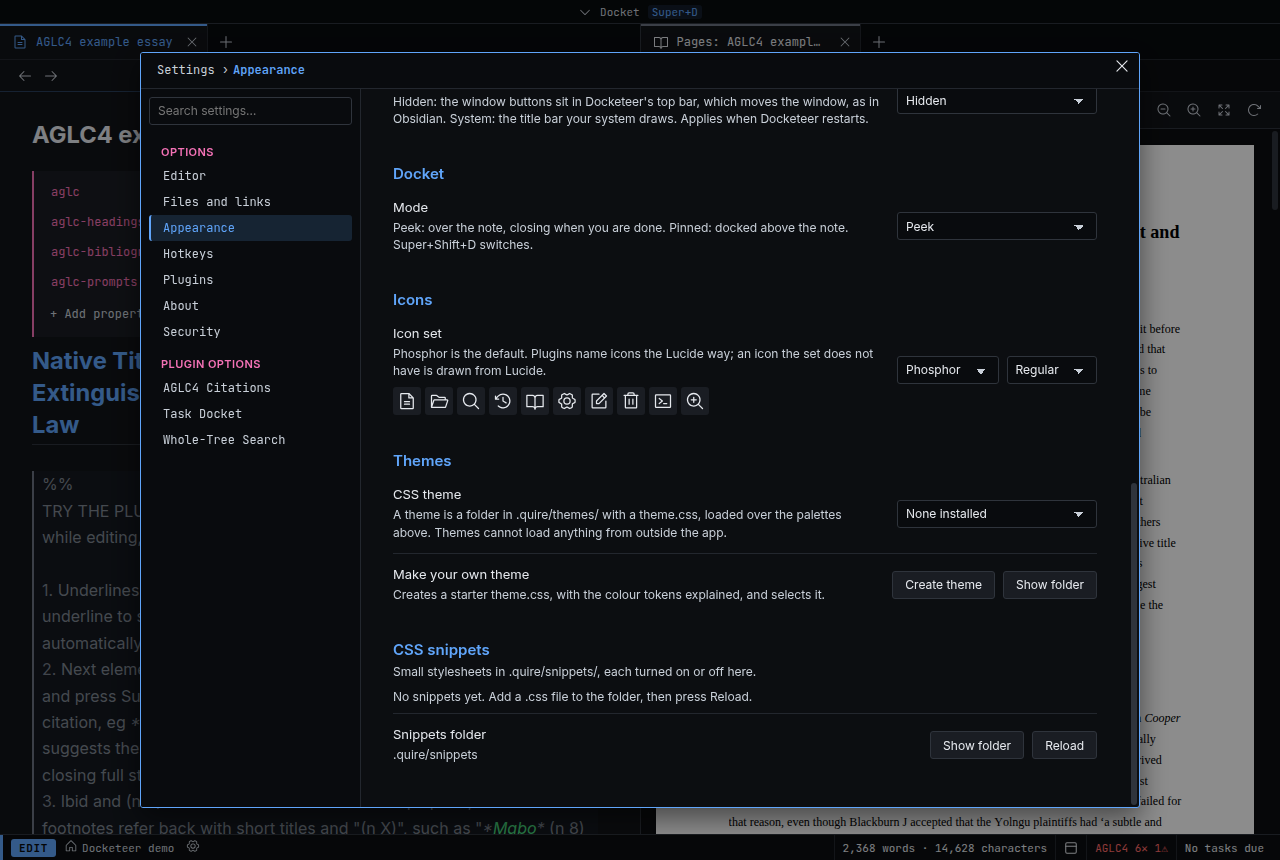 Docket Super+D
AGLC4 example essay
Pages: AGLC4 exampl…
Settings › Appearance
Search settings...
OPTIONS
Editor
Files and links
Appearance
Hotkeys
Plugins
About
Security
PLUGIN OPTIONS
AGLC4 Citations
Task Docket
Whole-Tree Search
Hidden: the window buttons sit in Docketeer's top bar, which moves the window, as in
Obsidian. System: the title bar your system draws. Applies when Docketeer restarts.
Hidden
Docket
Mode
Peek: over the note, closing when you are done. Pinned: docked above the note.
Super+Shift+D switches.
Peek
Icons
Icon set
Phosphor is the default. Plugins name icons the Lucide way; an icon the set does not
have is drawn from Lucide.
Phosphor
Regular
Themes
CSS theme
A theme is a folder in .quire/themes/ with a theme.css, loaded over the palettes
above. Themes cannot load anything from outside the app.
None installed
Make your own theme
Creates a starter theme.css, with the colour tokens explained, and selects it.
Create theme
Show folder
CSS snippets
Small stylesheets in .quire/snippets/, each turned on or off here.
No snippets yet. Add a .css file to the folder, then press Reload.
Snippets folder
.quire/snippets
Show folder
Reload
AGLC4 ex
aglc
aglc-headings
aglc-bibliog
aglc-prompts
+ Add propert
Native Tit
Extinguis
Law
%%
TRY THE PLU
while editing,
1. Underlines
underline to s
automatically
2. Next eleme
and press Su
citation, eg *
suggests the
closing full st
3. Ibid and (n
footnotes refer back with short titles and "(n X)", such as "*Mabo* (n 8)
t and
it before
d that
s to
ne
be
tralian
t
hers
ive title
s
gest
e the
Cooper
ally
rived
st
ailed for
that reason, even though Blackburn J accepted that the Yolngu plaintiffs had ‘a subtle and
EDIT
Docketeer demo
2,368 words · 14,628 characters
AGLC4 6× 1⚠
No tasks due